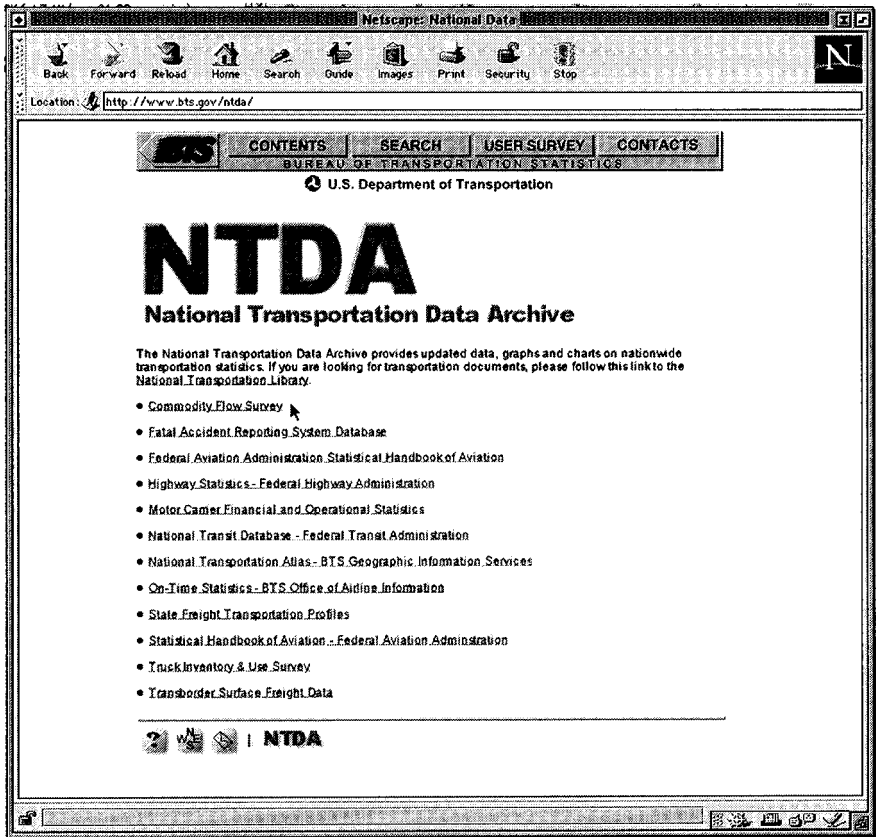 Netscape: National Data
Back Forward Reload Home Search Guide Images Print Security Stop
N
Location: http://www.bts.gov/ntda/
BTS CONTENTS SEARCH USER SURVEY CONTACTS
BUREAU OF TRANSPORTATION STATISTICS
U.S. Department of Transportation
NTDA
National Transportation Data Archive
The National Transportation Data Archive provides updated data, graphs and charts on nationwide
transportation statistics. If you are looking for transportation documents, please follow this link to the
National Transportation Library.
• Commodity Flow Survey
• Fatal Accident Reporting System Database
• Federal Aviation Administration Statistical Handbook of Aviation
• Highway Statistics - Federal Highway Administration
• Motor Carrier Financial and Operational Statistics
• National Transit Database - Federal Transit Administration
• National Transportation Atlas - BTS Geographic Information Services
• On-Time Statistics - BTS Office of Airline Information
• State Freight Transportation Profiles
• Statistical Handbook of Aviation - Federal Aviation Adminstration
• Truck Inventory & Use Survey
• Transborder Surface Freight Data
? N W E S | NTDA